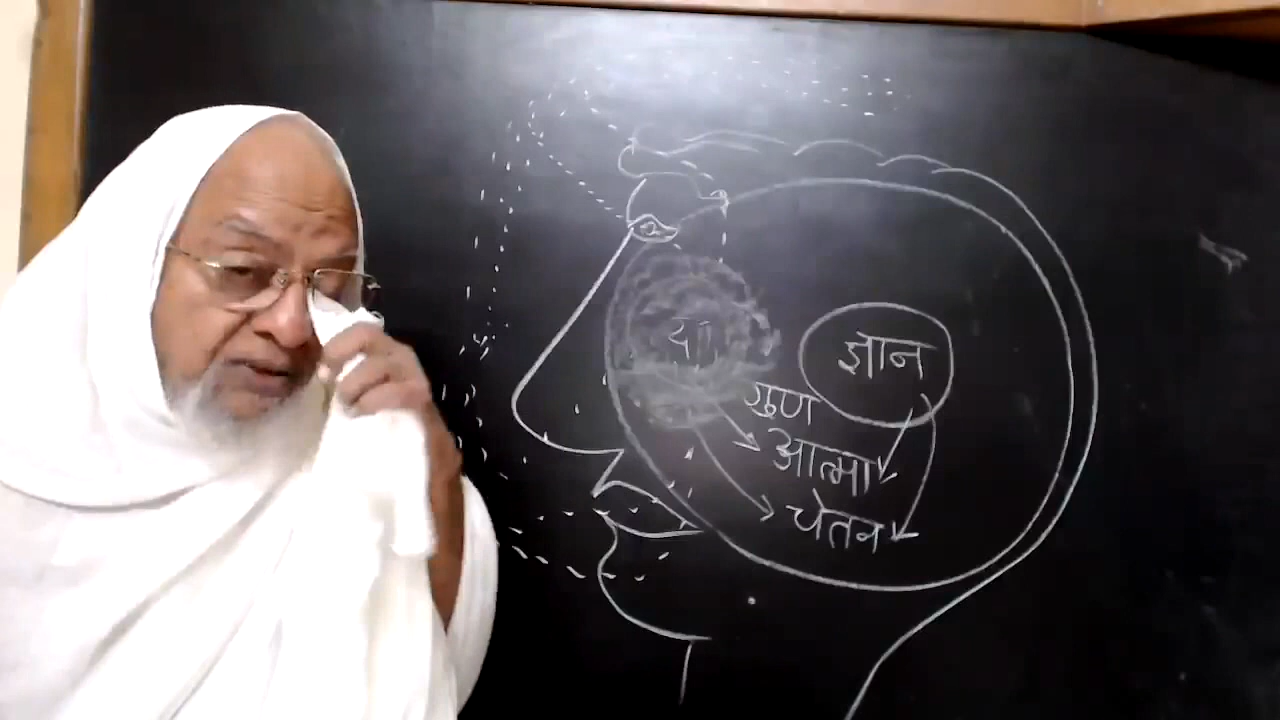 ज्ञान
गुण
आत्मा
चेतन